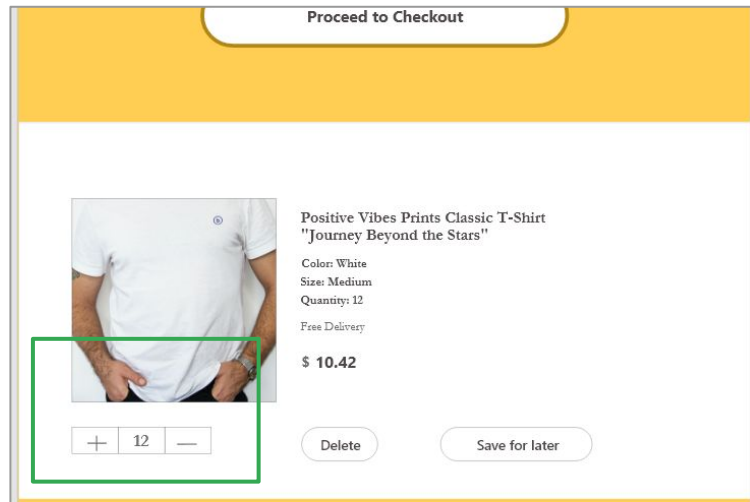 Proceed to Checkout
Positive Vibes Prints Classic T-Shirt
"Journey Beyond the Stars"
Color: White
Size: Medium
Quantity: 12
Free Delivery
$ 10.42
+ 12 —
Delete
Save for later